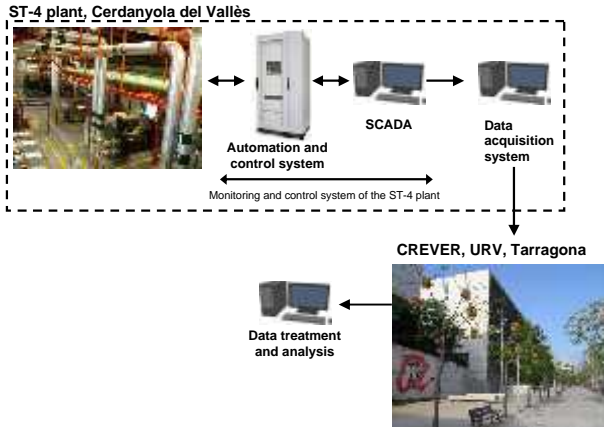 ST-4 plant, Cerdanyola del Vallès
Automation and
control system
SCADA
Data
acquisition
system
Monitoring and control system of the ST-4 plant
CREVER, URV, Tarragona
Data treatment
and analysis